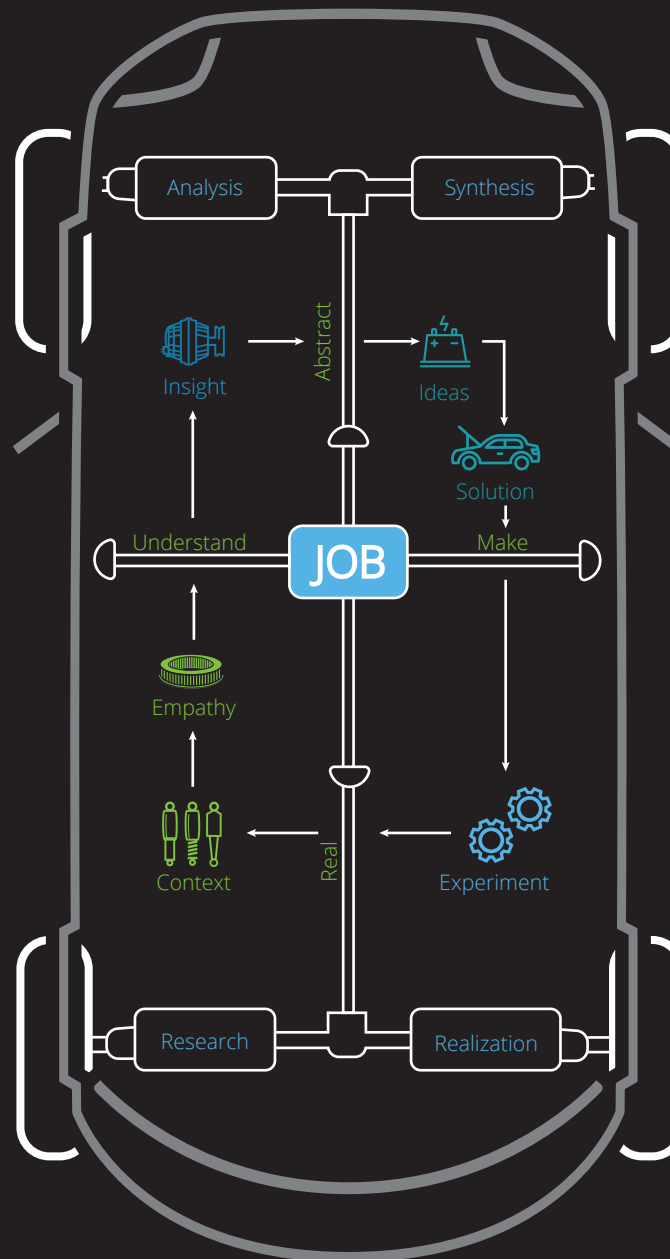 Analysis
Synthesis
Abstract
Insight
Ideas
Solution
Understand
JOB
Make
Empathy
Real
Context
Experiment
Research
Realization